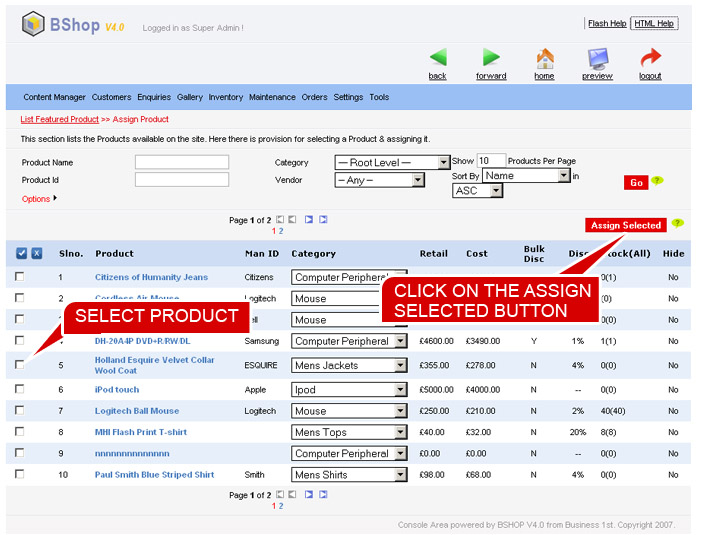 BShop V4.0 Logged in as Super Admin ! Flash Help HTML Help
back forward home preview logout
Content Manager Customers Enquiries Gallery Inventory Maintenance Orders Settings Tools
List Featured Product >> Assign Product
This section lists the Products available on the site. Here there is provision for selecting a Product & assigning it.
Product Name Category — Root Level — Show 10 Products Per Page
Product Id Vendor – Any – Sort By Name in
ASC Go ?
Options
Page 1 of 2
1 2
Assign Selected ?
Slno. Product Man ID Category Retail Cost Bulk Disc Disc Stock(All) Hide
1 Citizens of Humanity Jeans Citizens Computer Peripheral 0(1) No
CLICK ON THE ASSIGN
SELECTED BUTTON
2 Cordless Air Mouse Logitech Mouse (0) No
SELECT PRODUCT
Mouse 0(0) No
DH-20A4P DVD+R/RW/DL Samsung Computer Peripheral £4600.00 £3490.00 Y 1% 1(1) No
5 Holland Esquire Velvet Collar Wool Coat ESQUIRE Mens Jackets £355.00 £278.00 N 4% 0(0) No
6 iPod touch Apple Ipod £5000.00 £4000.00 N -- 0(0) No
7 Logitech Ball Mouse Logitech Mouse £250.00 £210.00 N 2% 40(40) No
8 MHI Flash Print T-shirt Mens Tops £40.00 £32.00 N 20% 8(8) No
9 nnnnnnnnnnnnnn Computer Peripheral £0.00 £0.00 N -- 0(0) No
10 Paul Smith Blue Striped Shirt Smith Mens Shirts £98.00 £68.00 N 4% 0(0) No
Page 1 of 2
1 2
Console Area powered by BSHOP V4.0 from Business 1st. Copyright 2007.